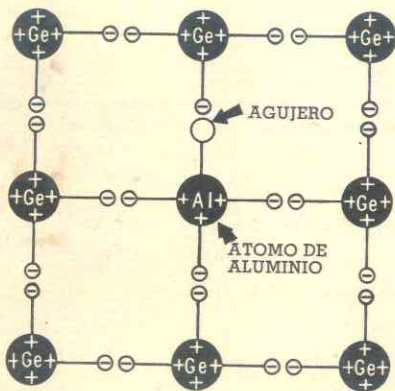 +Ge+ +Ge+ +Ge+
AGUJERO
+Ge+ +Al+ +Ge+
ATOMO DE
ALUMINIO
+Ge+ +Ge+ +Ge+